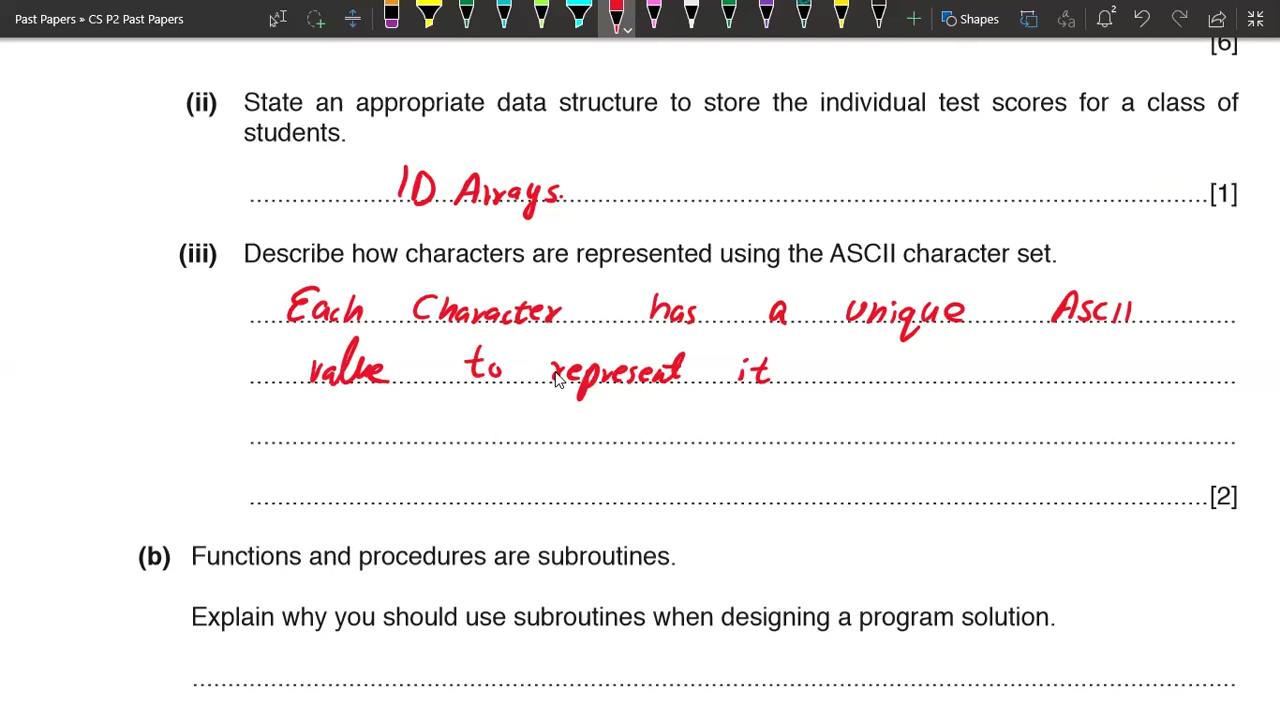 Past Papers » CS P2 Past Papers
Shapes
2
[6]
(ii) State an appropriate data structure to store the individual test scores for a class of
students.
1D Arrays. [1]
(iii) Describe how characters are represented using the ASCII character set.
Each Character has a unique Ascii
value to represent it
[2]
(b) Functions and procedures are subroutines.
Explain why you should use subroutines when designing a program solution.